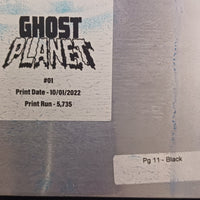 GHOST
PLANET
#01
Print Date - 10/01/2022
Print Run - 5,735
Pg 11 - Black